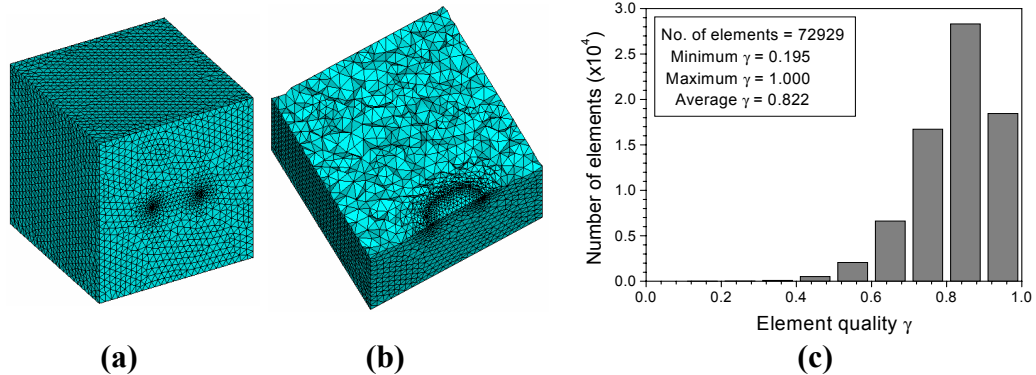 No. of elements = 72929
Minimum γ = 0.195
Maximum γ = 1.000
Average γ = 0.822
Number of elements (x10⁴)
3.0
2.5
2.0
1.5
1.0
0.5
0.0
0.0 0.2 0.4 0.6 0.8 1.0
Element quality γ
(a) (b) (c)